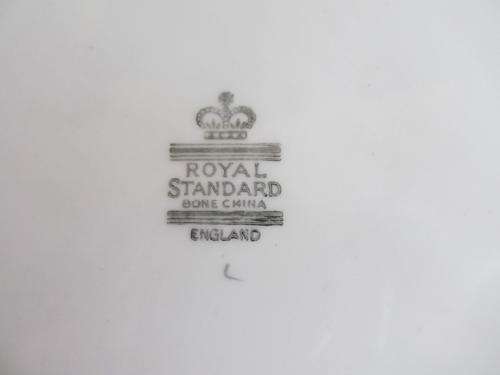 ROYAL
STANDARD
BONE CHINA
ENGLAND
L